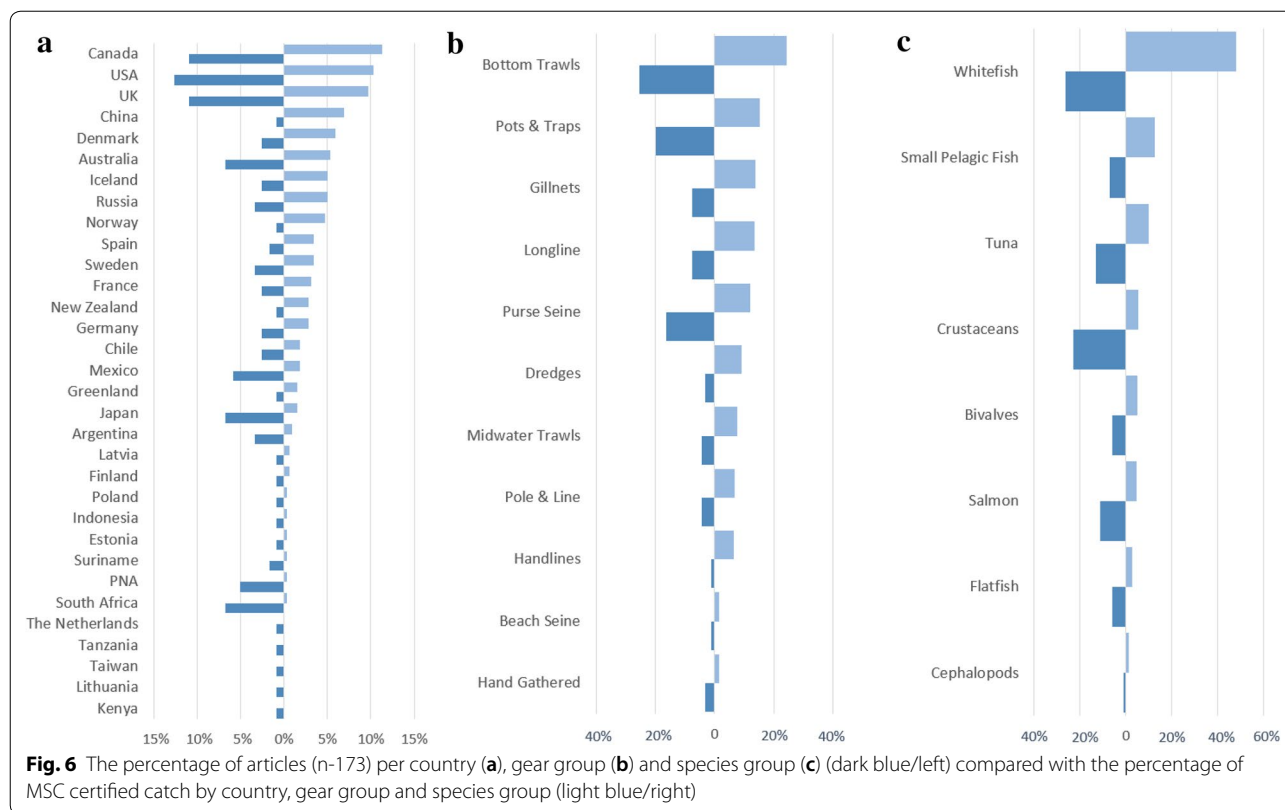 a
Canada
USA
UK
China
Denmark
Australia
Iceland
Russia
Norway
Spain
Sweden
France
New Zealand
Germany
Chile
Mexico
Greenland
Japan
Argentina
Latvia
Finland
Poland
Indonesia
Estonia
Suriname
PNA
South Africa
The Netherlands
Tanzania
Taiwan
Lithuania
Kenya
15% 10% 5% 0% 5% 10% 15%
b
Bottom Trawls
Pots & Traps
Gillnets
Longline
Purse Seine
Dredges
Midwater Trawls
Pole & Line
Handlines
Beach Seine
Hand Gathered
40% 20% 0 20% 40%
c
Whitefish
Small Pelagic Fish
Tuna
Crustaceans
Bivalves
Salmon
Flatfish
Cephalopods
40% 20% 0 20% 40% 60%
Fig. 6 The percentage of articles (n-173) per country (a), gear group (b) and species group (c) (dark blue/left) compared with the percentage of
MSC certified catch by country, gear group and species group (light blue/right)